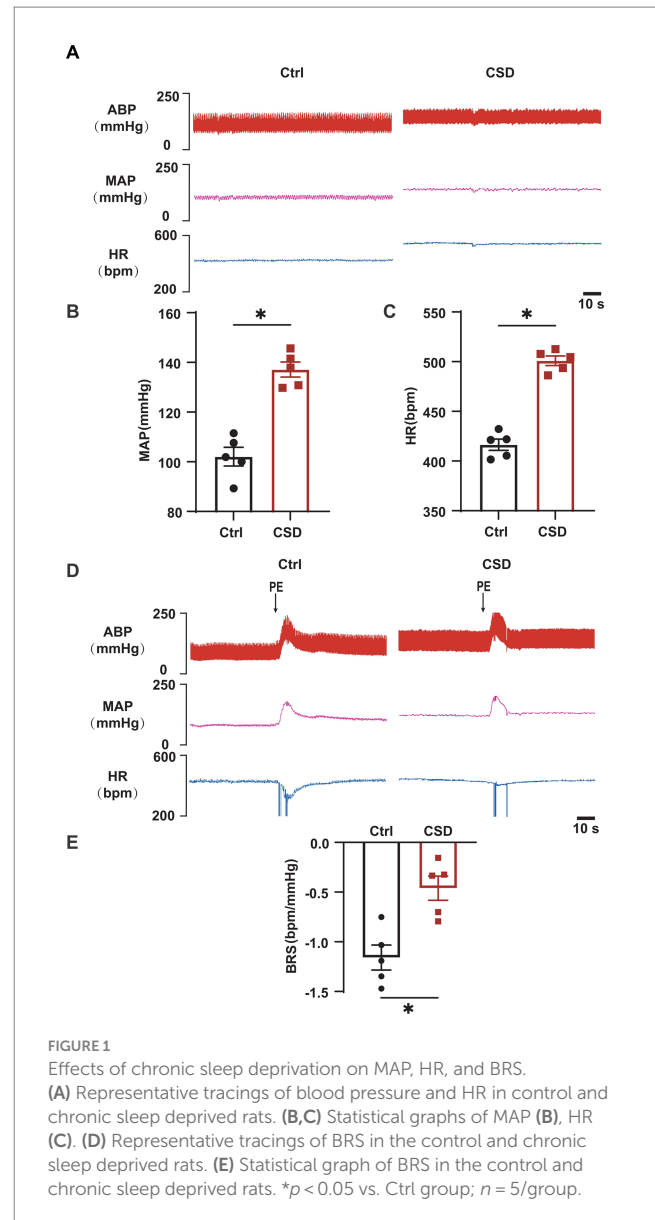 A
Ctrl CSD
ABP
(mmHg)
250
0
MAP
(mmHg)
250
0
HR
(bpm)
600
200
10 s
B
*
160
140
120
100
80
MAP(mmHg)
Ctrl CSD
C
*
550
500
450
400
350
HR(bpm)
Ctrl CSD
D
Ctrl CSD
PE PE
ABP
(mmHg)
250
0
MAP
(mmHg)
250
0
HR
(bpm)
600
200
10 s
E
Ctrl CSD
0.0
-0.5
-1.0
-1.5
BRS(bpm/mmHg)
*
FIGURE 1
Effects of chronic sleep deprivation on MAP, HR, and BRS.
(A) Representative tracings of blood pressure and HR in control and
chronic sleep deprived rats. (B,C) Statistical graphs of MAP (B), HR
(C). (D) Representative tracings of BRS in the control and chronic
sleep deprived rats. (E) Statistical graph of BRS in the control and
chronic sleep deprived rats. *p < 0.05 vs. Ctrl group; n = 5/group.